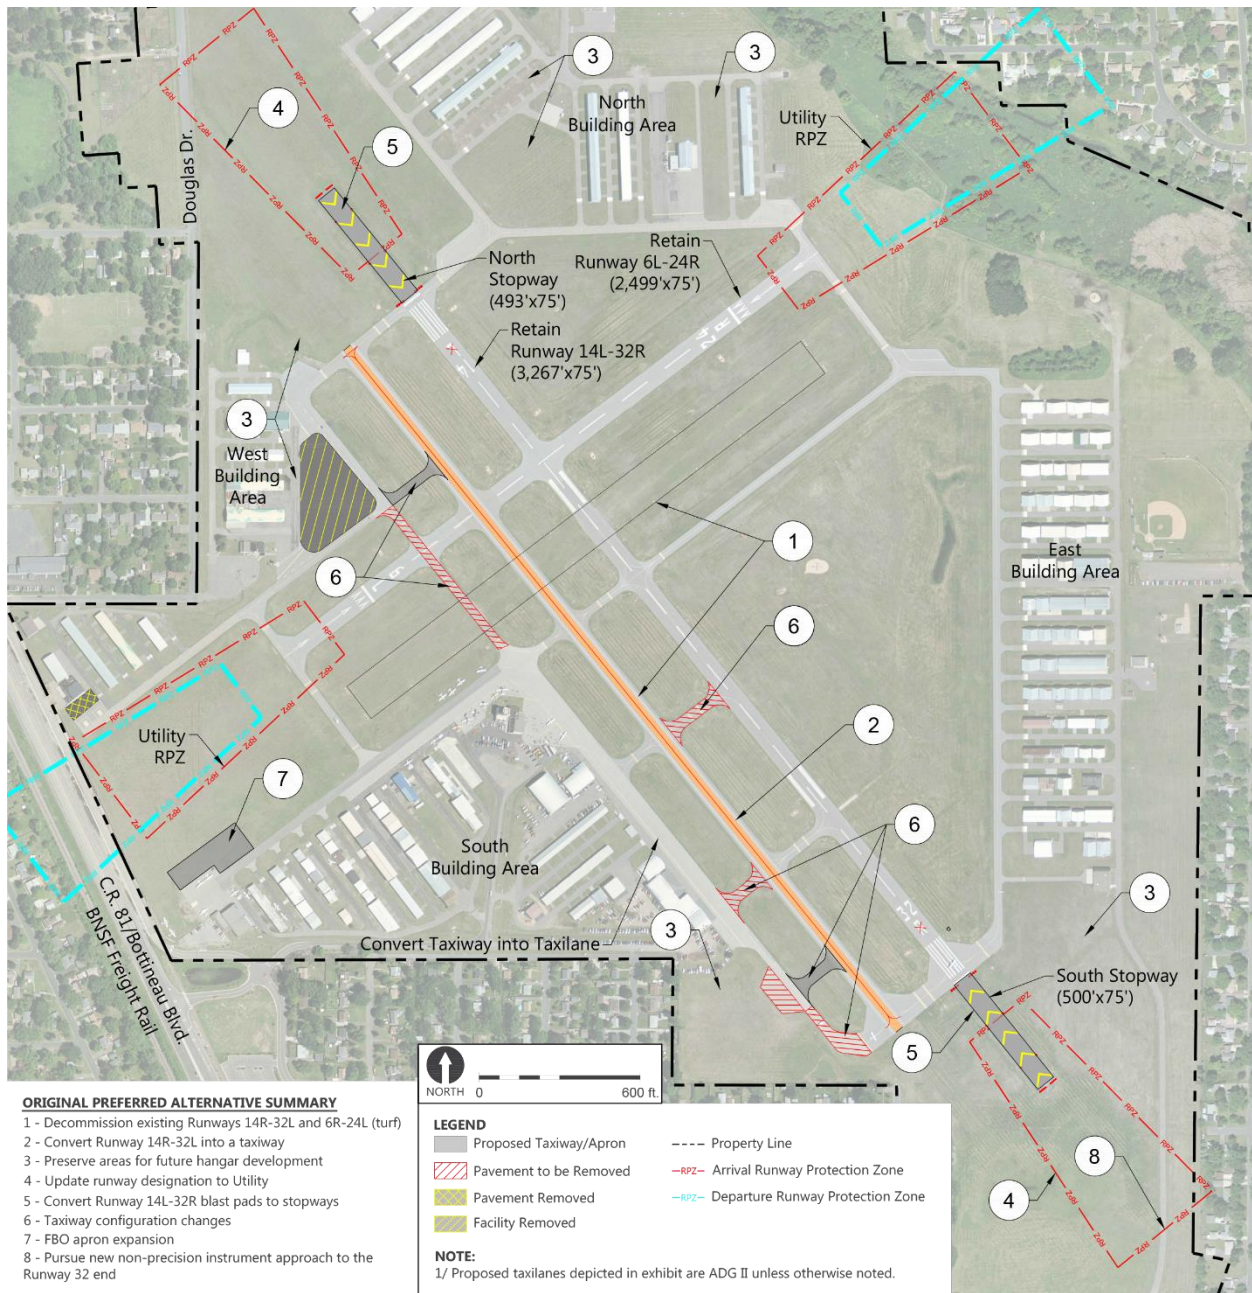 3
3
North
Building Area
Utility
RPZ
4
5
Douglas Dr.
Retain
Runway 6L-24R
(2,499'x75')
North
Stopway
(493'x75')
Retain
Runway 14L-32R
(3,267'x75')
3
West
Building
Area
1
East
Building Area
6
6
2
Utility
RPZ
7
6
South
Building Area
3
3
Convert Taxiway into Taxilane
C.R. 81/Bottineau Blvd.
BNSF Freight Rail
South Stopway
(500'x75')
5
8
4
RPZ
NORTH
0
600 ft.
ORIGINAL PREFERRED ALTERNATIVE SUMMARY
1 - Decommission existing Runways 14R-32L and 6R-24L (turf)
2 - Convert Runway 14R-32L into a taxiway
3 - Preserve areas for future hangar development
4 - Update runway designation to Utility
5 - Convert Runway 14L-32R blast pads to stopways
6 - Taxiway configuration changes
7 - FBO apron expansion
8 - Pursue new non-precision instrument approach to the
Runway 32 end
LEGEND
Proposed Taxiway/Apron
Pavement to be Removed
Pavement Removed
Facility Removed
Property Line
RPZ Arrival Runway Protection Zone
RPZ Departure Runway Protection Zone
NOTE:
1/ Proposed taxilanes depicted in exhibit are ADG II unless otherwise noted.